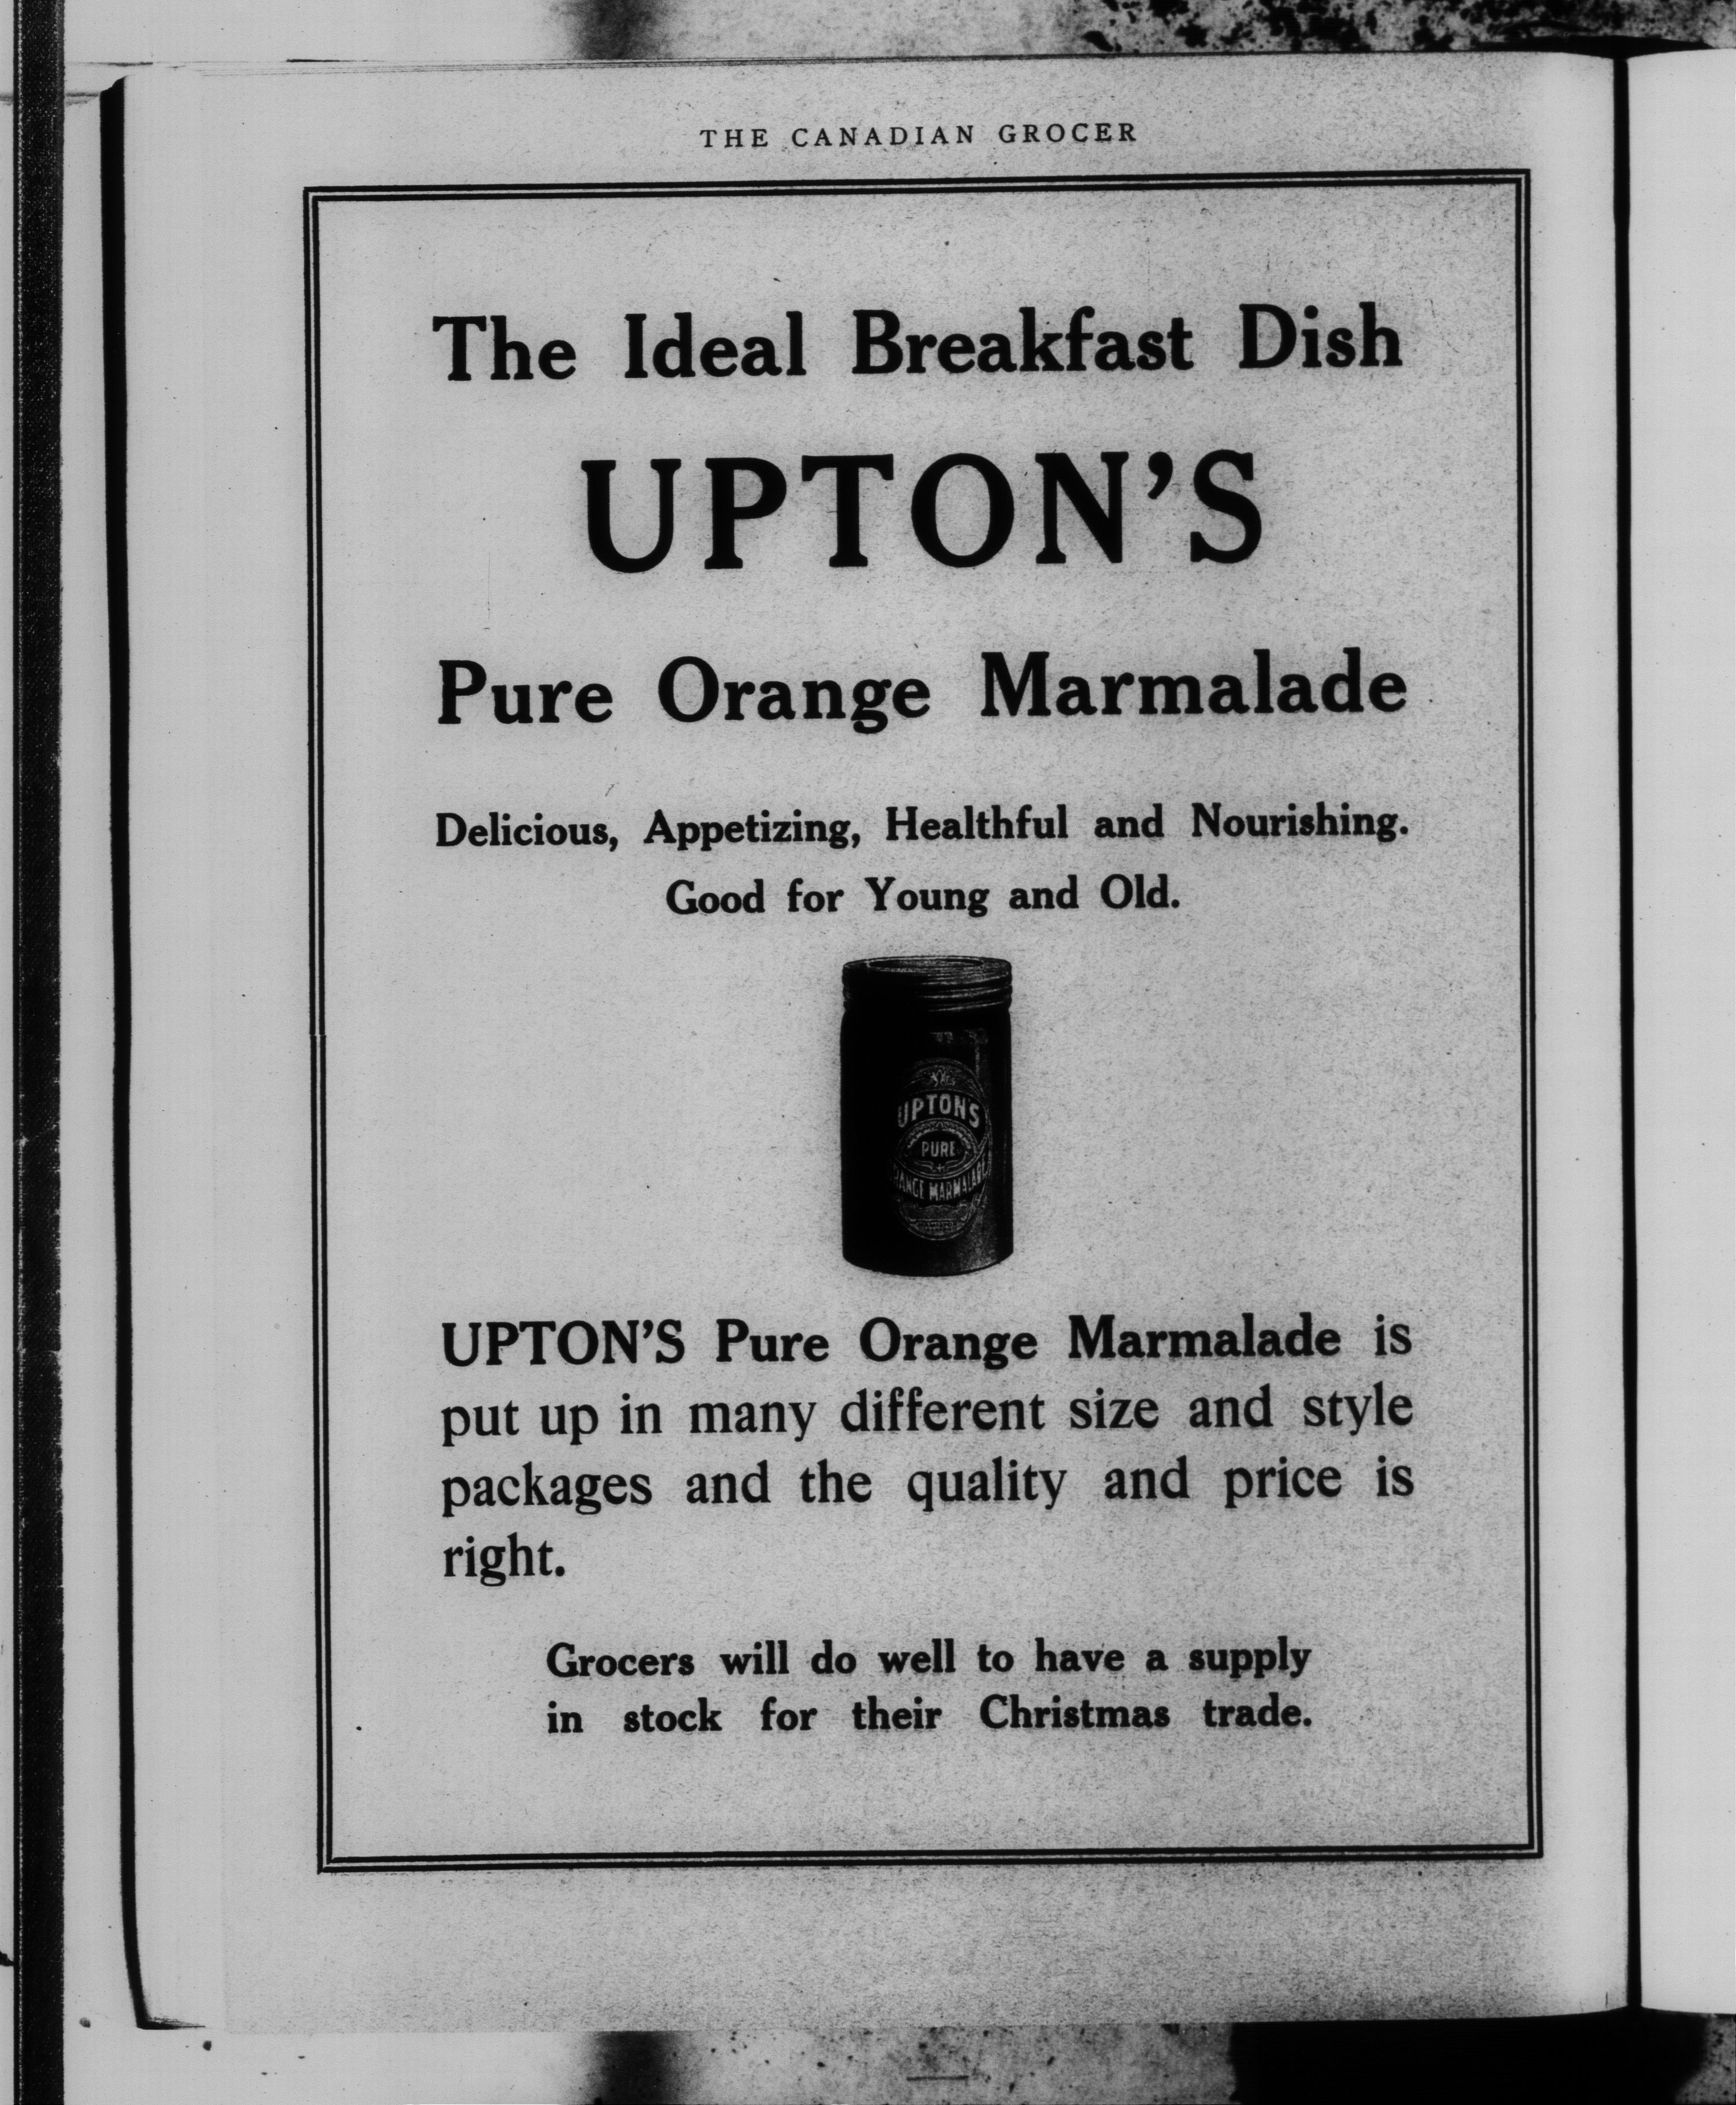 THE CANADIAN GROCER
The Ideal Breakfast Dish
UPTON'S
Pure Orange Marmalade
Delicious, Appetizing, Healthful and Nourishing.
Good for Young and Old.
UPTON'S
PURE
MARMALADE
UPTON'S Pure Orange Marmalade is
put up in many different size and style
packages and the quality and price is
right.
Grocers will do well to have a supply
in stock for their Christmas trade.